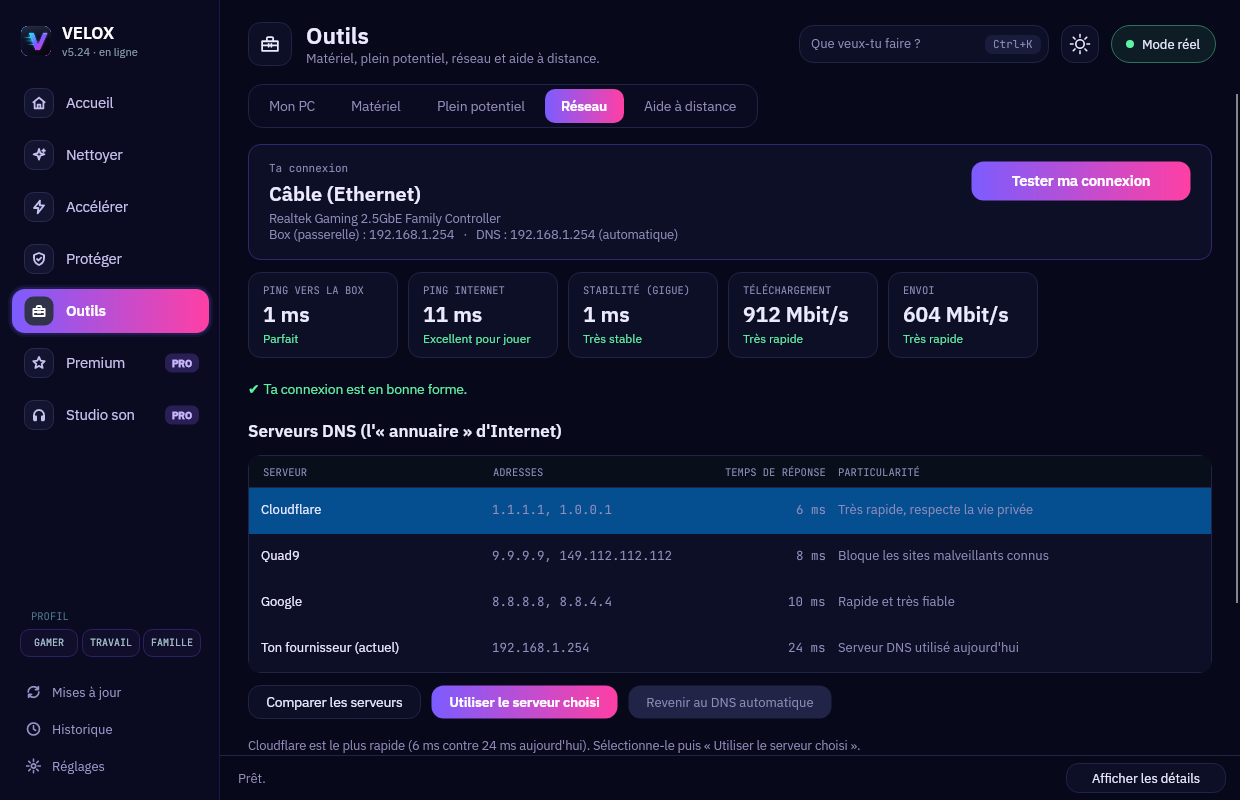 VELOX
v5.24 · en ligne
Accueil
Nettoyer
Accélérer
Protéger
Outils
Premium PRO
Studio son PRO
PROFIL
GAMER TRAVAIL FAMILLE
Mises à jour
Historique
Réglages
Outils
Matériel, plein potentiel, réseau et aide à distance.
Que veux-tu faire ? Ctrl+K
Mode réel
Mon PC Matériel Plein potentiel Réseau Aide à distance
Ta connexion
Câble (Ethernet)
Realtek Gaming 2.5GbE Family Controller
Box (passerelle) : 192.168.1.254 · DNS : 192.168.1.254 (automatique)
Tester ma connexion
PING VERS LA BOX
1 ms
Parfait
PING INTERNET
11 ms
Excellent pour jouer
STABILITÉ (GIGUE)
1 ms
Très stable
TÉLÉCHARGEMENT
912 Mbit/s
Très rapide
ENVOI
604 Mbit/s
Très rapide
✔ Ta connexion est en bonne forme.
Serveurs DNS (l'« annuaire » d'Internet)
SERVEUR ADRESSES TEMPS DE RÉPONSE PARTICULARITÉ
Cloudflare 1.1.1.1, 1.0.0.1 6 ms Très rapide, respecte la vie privée
Quad9 9.9.9.9, 149.112.112.112 8 ms Bloque les sites malveillants connus
Google 8.8.8.8, 8.8.4.4 10 ms Rapide et très fiable
Ton fournisseur (actuel) 192.168.1.254 24 ms Serveur DNS utilisé aujourd'hui
Comparer les serveurs Utiliser le serveur choisi Revenir au DNS automatique
Cloudflare est le plus rapide (6 ms contre 24 ms aujourd'hui). Sélectionne-le puis « Utiliser le serveur choisi ».
Prêt.
Afficher les détails